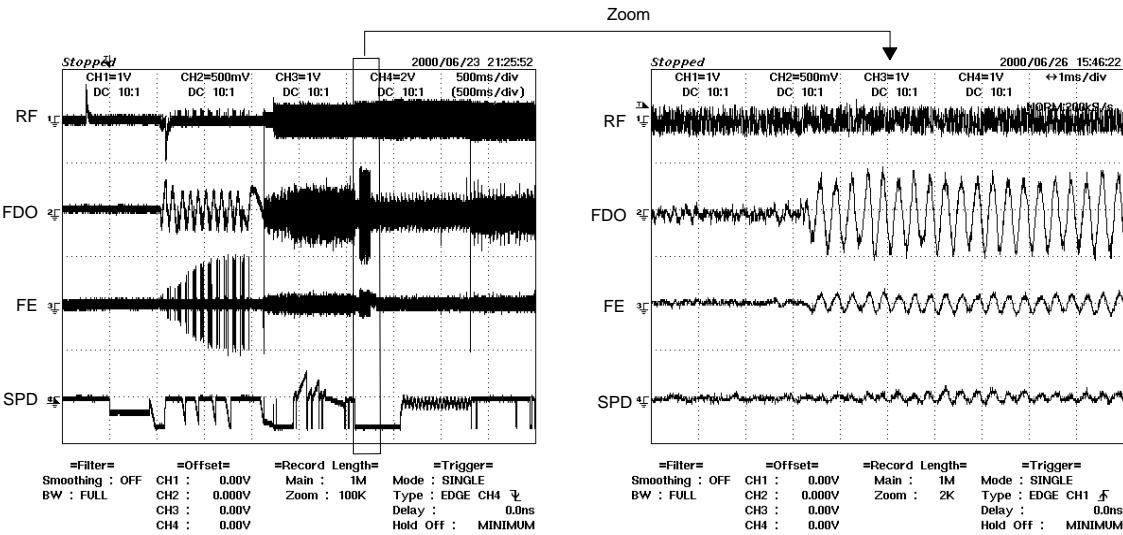 Zoom
Stopped 2000/06/23 21:25:52
CH1=1V CH2=500mV CH3=1V CH4=2V 500ms/div
DC 10:1 DC 10:1 DC 10:1 DC 10:1 (500ms/div)
RF
FDO
FE
SPD
=Filter= =Offset= =Record Length= =Trigger=
Smoothing : OFF CH1 : 0.00V Main : 1M Mode : SINGLE
BW : FULL CH2 : 0.000V Zoom : 100K Type : EDGE CH4
CH3 : 0.00V Delay : 0.0ns
CH4 : 0.00V Hold Off : MINIMUM
Stopped 2000/06/26 15:46:22
CH1=1V CH2=500mV CH3=1V CH4=1V ↔1ms/div
DC 10:1 DC 10:1 DC 10:1 DC 10:1
NORM:200kS/s
RF
FDO
FE
SPD
=Filter= =Offset= =Record Length= =Trigger=
Smoothing : OFF CH1 : 0.00V Main : 1M Mode : SINGLE
BW : FULL CH2 : 0.000V Zoom : 2K Type : EDGE CH1
CH3 : 0.00V Delay : 0.0ns
CH4 : 0.00V Hold Off : MINIMUM